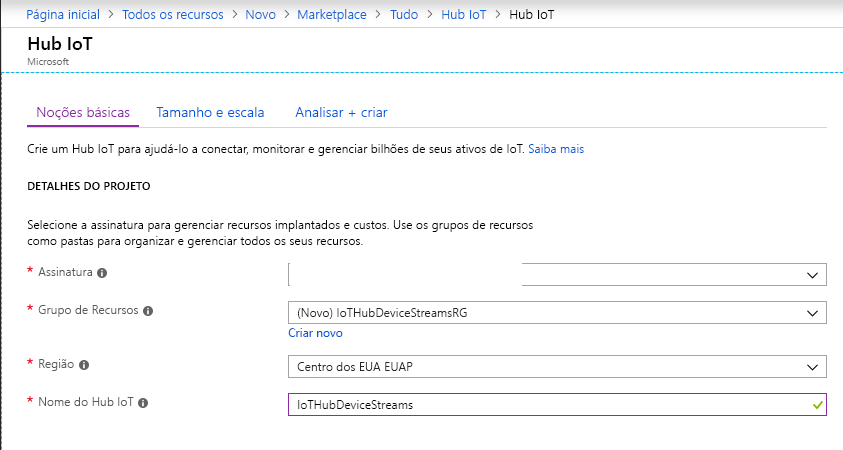 Página inicial > Todos os recursos > Novo > Marketplace > Tudo > Hub IoT > Hub IoT
Hub IoT
Microsoft
Noções básicas Tamanho e escala Analisar + criar
Crie um Hub IoT para ajudá-lo a conectar, monitorar e gerenciar bilhões de seus ativos de IoT. Saiba mais
DETALHES DO PROJETO
Selecione a assinatura para gerenciar recursos implantados e custos. Use os grupos de recursos
como pastas para organizar e gerenciar todos os seus recursos.
* Assinatura
* Grupo de Recursos (Novo) IoTHubDeviceStreamsRG
Criar novo
* Região Centro dos EUA EUAP
* Nome do Hub IoT IoTHubDeviceStreams